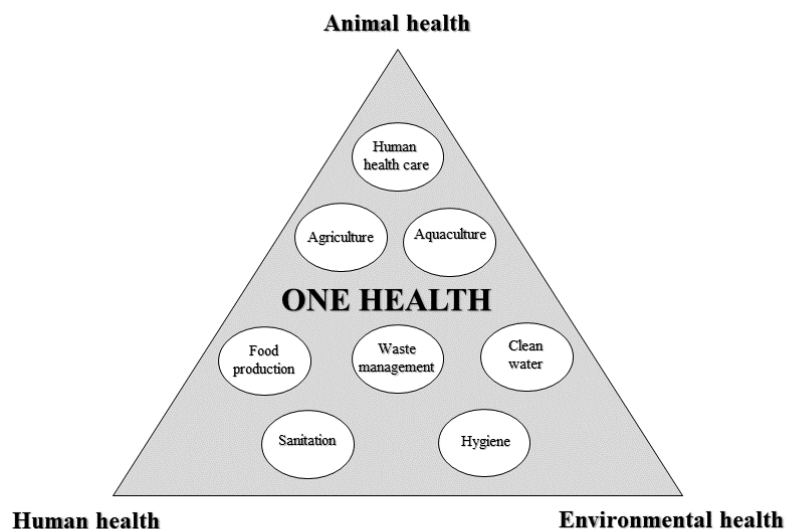 Animal health
Human
health care
Agriculture
Aquaculture
ONE HEALTH
Food
production
Waste
management
Clean
water
Sanitation
Hygiene
Human health
Environmental health